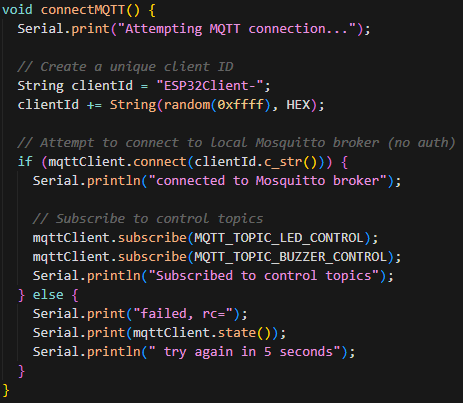 void connectMQTT() {
  Serial.print("Attempting MQTT connection...");

  // Create a unique client ID
  String clientId = "ESP32Client-";
  clientId += String(random(0xffff), HEX);

  // Attempt to connect to local Mosquitto broker (no auth)
  if (mqttClient.connect(clientId.c_str())) {
    Serial.println("connected to Mosquitto broker");

    // Subscribe to control topics
    mqttClient.subscribe(MQTT_TOPIC_LED_CONTROL);
    mqttClient.subscribe(MQTT_TOPIC_BUZZER_CONTROL);
    Serial.println("Subscribed to control topics");
  } else {
    Serial.print("failed, rc=");
    Serial.print(mqttClient.state());
    Serial.println(" try again in 5 seconds");
  }
}